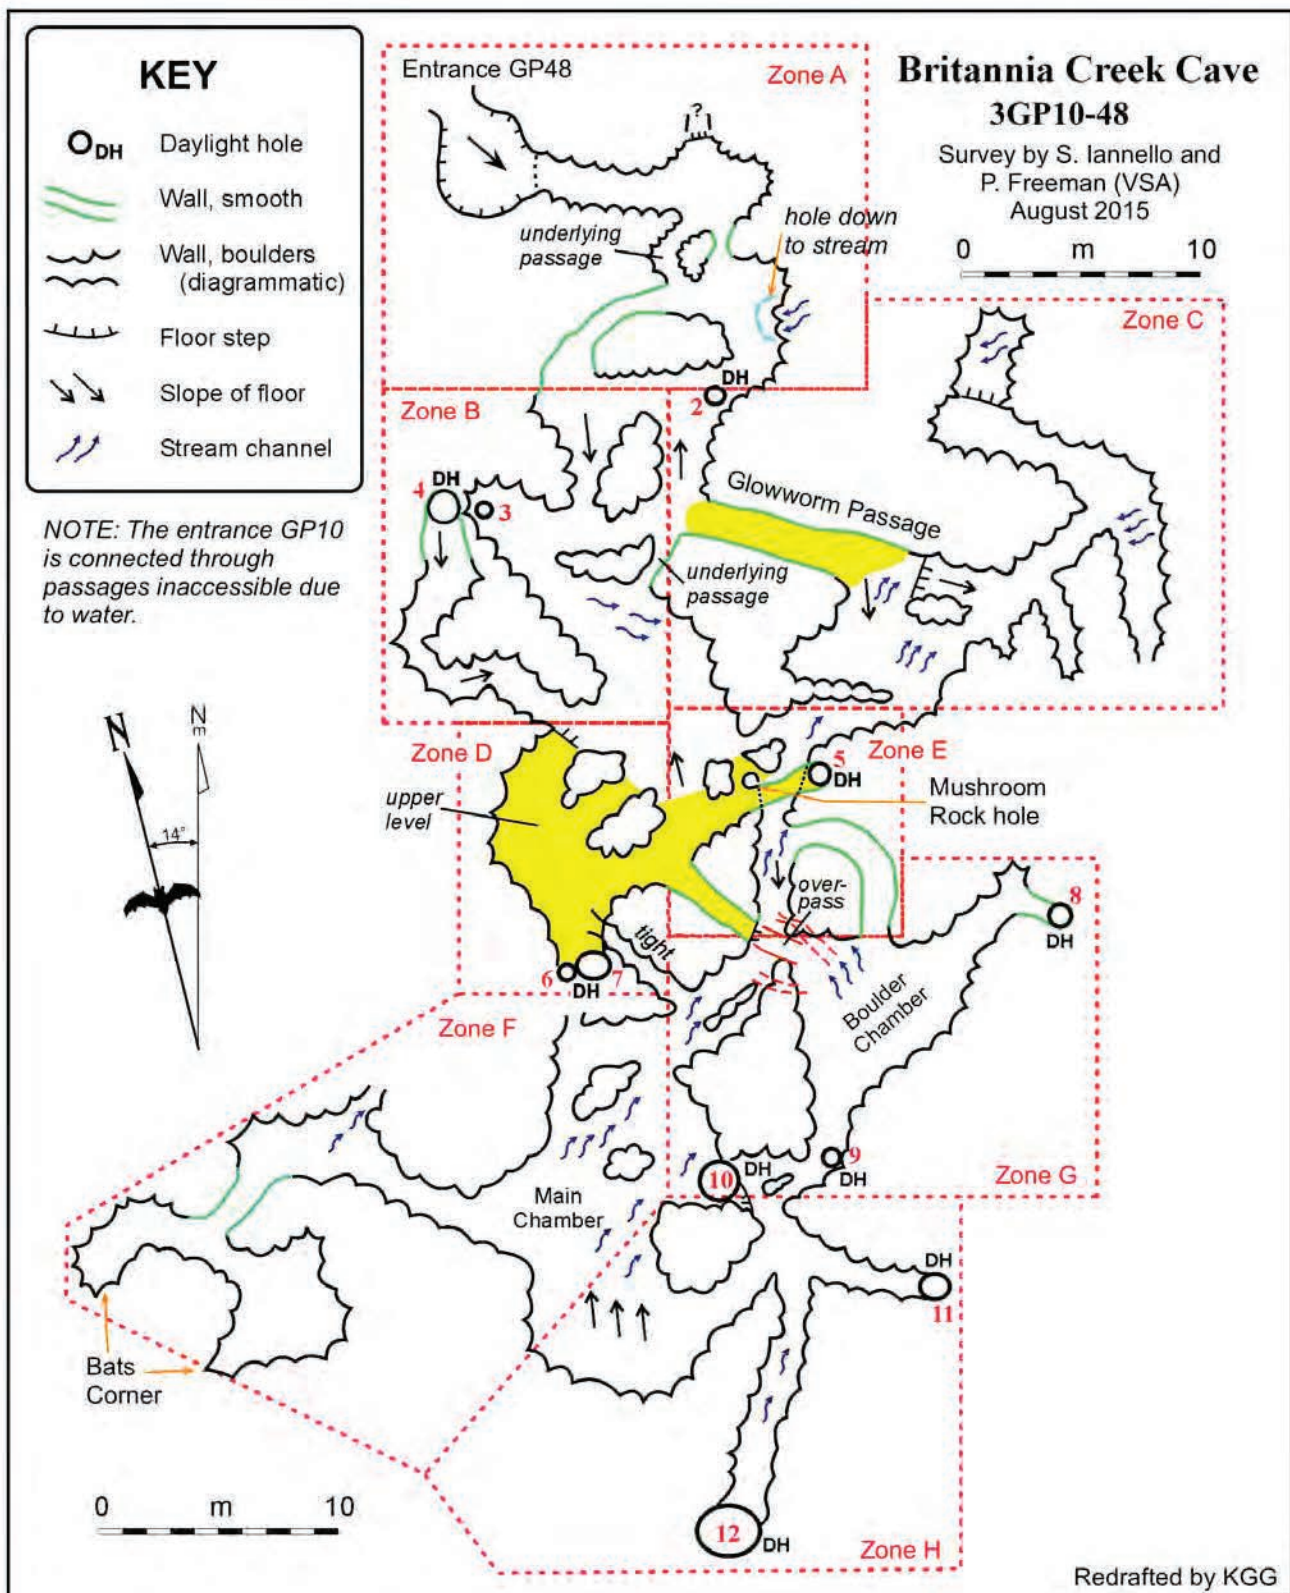 KEY
DH
Daylight hole
Wall, smooth
Wall, boulders
(diagrammatic)
Floor step
Slope of floor
Stream channel
NOTE: The entrance GP10
is connected through
passages inaccessible due
to water.
Britannia Creek Cave
3GP10-48
Survey by S. Iannello and
P. Freeman (VSA)
August 2015
0 m 10
Entrance GP48
Zone A
?
underlying
passage
hole down
to stream
Zone C
DH
2
Zone B
DH
4
3
Glowworm Passage
underlying
passage
N
N
14°
Zone D
Zone E
5
DH
upper
level
Mushroom
Rock hole
over-
pass
tight
8
DH
6
DH
7
Boulder
Chamber
Zone F
10
DH
9
DH
Zone G
Main
Chamber
DH
11
Bats
Corner
0 m 10
12
DH
Zone H
Redrafted by KGG